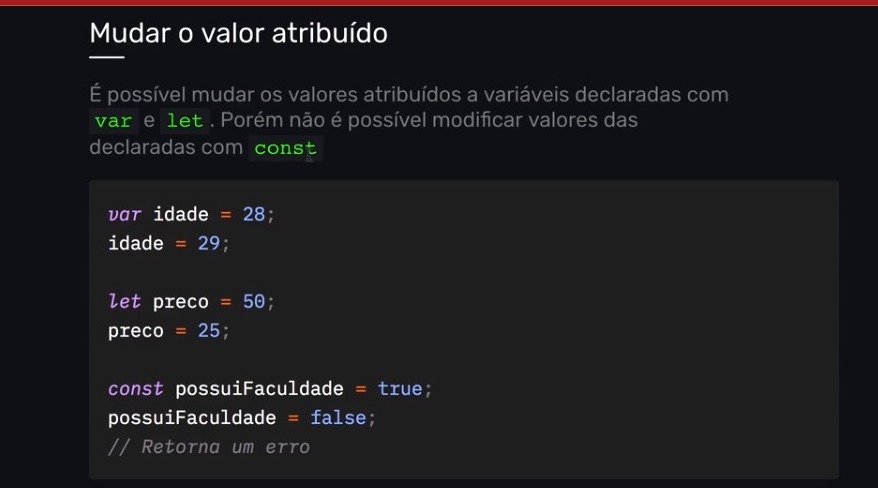 Mudar o valor atribuído
É possível mudar os valores atribuídos a variáveis declaradas com
var e let. Porém não é possível modificar valores das
declaradas com const
var idade = 28;
idade = 29;
let preco = 50;
preco = 25;
const possuiFaculdade = true;
possuiFaculdade = false;
// Retorna um erro